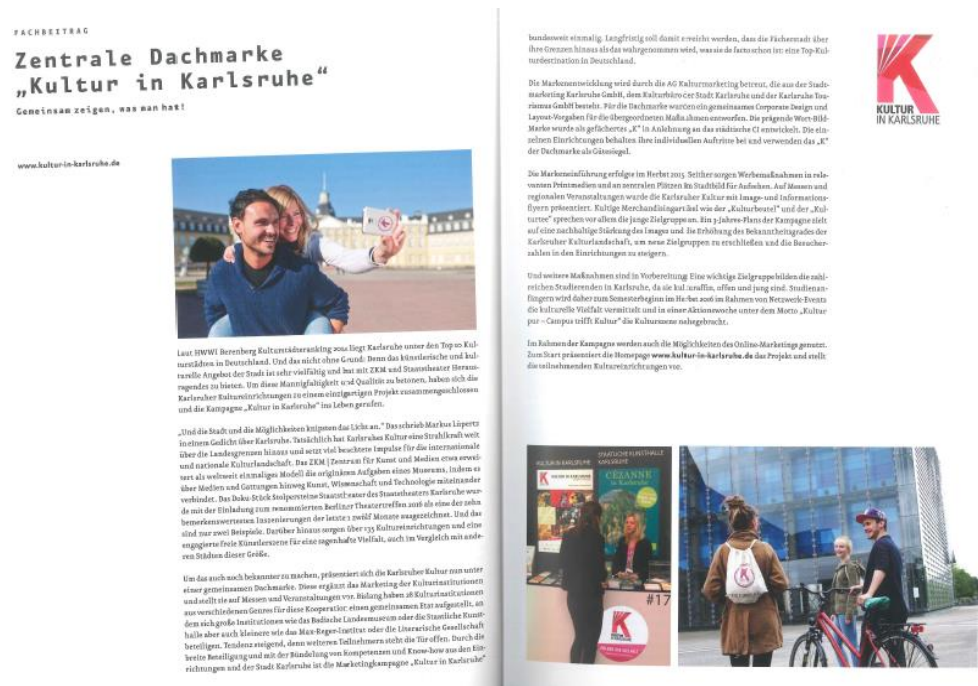 FACHBEITRAG
Zentrale Dachmarke
„Kultur in Karlsruhe“
Gemeinsam zeigen, was man hat!
www.kultur-in-karlsruhe.de
Laut HWWI Berenberg Kulturstädteranking 2014 liegt Karlsruhe unter den Top 10 Kul-
turstädten in Deutschland. Und das nicht ohne Grund: Denn das künstlerische und kul-
turelle Angebot der Stadt ist sehr vielfältig und hat mit ZKM und Staatstheater Heraus-
ragendes zu bieten. Um diese Mannigfaltigkeit und Qualität zu betonen, haben sich die
Karlsruher Kultureinrichtungen zu einem einzigartigen Projekt zusammengeschlossen
und die Kampagne „Kultur in Karlsruhe“ ins Leben gerufen.
„Und die Stadt und die Möglichkeiten knipsten das Licht an.“ Das schrieb Markus Lüpertz
in einem Gedicht über Karlsruhe. Tatsächlich hat Karlsruhes Kultur eine Strahlkraft weit
über die Landesgrenzen hinaus und setzt viel beachtete Impulse für die internationale
und nationale Kulturlandschaft. Das ZKM | Zentrum für Kunst und Medien etwa erwei-
tert als weltweit einmaliges Modell die originären Aufgaben eines Museums, indem es
über Medien und Gattungen hinweg Kunst, Wissenschaft und Technologie miteinander
verbindet. Das Doku-Stück Stolpersteine Staatstheater des Staatstheaters Karlsruhe wur-
de mit der Einladung zum renommierten Berliner Theatertreffen 2016 als eine der zehn
bemerkenswertesten Inszenierungen der letzten zwölf Monate ausgezeichnet. Und das
sind nur zwei Beispiele. Darüber hinaus sorgen über 135 Kultureinrichtungen und eine
engagierte freie Künstlerszene für eine sagenhafte Vielfalt, auch im Vergleich mit ande-
ren Städten dieser Größe.
Um das auch noch bekannter zu machen, präsentiert sich die Karlsruher Kultur nun unter
einer gemeinsamen Dachmarke. Diese ergänzt das Marketing der Kulturinstitutionen
und stellt sie auf Messen und Veranstaltungen vor. Bislang haben 28 Kulturinstitutionen
aus verschiedenen Genres für diese Kooperation einen gemeinsamen Etat aufgestellt, an
dem sich große Institutionen wie das Badische Landesmuseum oder die Staatliche Kunst-
halle aber auch kleinere wie das Max-Reger-Institut oder die Literarische Gesellschaft
beteiligen. Tendenz steigend, denn weiteren Teilnehmern steht die Tür offen. Durch die
breite Beteiligung und mit der Bündelung von Kompetenzen und Know-how aus den Ein-
richtungen und der Stadt Karlsruhe ist die Marketingkampagne „Kultur in Karlsruhe“
bundesweit einmalig. Langfristig soll damit erreicht werden, dass die Fächerstadt über
ihre Grenzen hinaus als das wahrgenommen wird, was sie de facto schon ist: eine Top-Kul-
turdestination in Deutschland.
Die Markenentwicklung wird durch die AG Kulturmarketing betreut, die aus der Stadt-
marketing Karlsruhe GmbH, dem Kulturbüro der Stadt Karlsruhe und der Karlsruhe Tou-
rismus GmbH besteht. Für die Dachmarke wurden ein gemeinsames Corporate Design und
Layout-Vorgaben für die übergeordneten Maßnahmen entworfen. Die prägende Wort-Bild-
Marke wurde als gefächertes „K“ in Anlehnung an das städtische CI entwickelt. Die ein-
zelnen Einrichtungen behalten ihre individuellen Auftritte bei und verwenden das „K“
der Dachmarke als Gütesiegel.
Die Markeneinführung erfolgte im Herbst 2015. Seither sorgen Werbemaßnahmen in rele-
vanten Printmedien und an zentralen Plätzen im Stadtbild für Aufsehen. Auf Messen und
regionalen Veranstaltungen wurde die Karlsruher Kultur mit Image- und Informations-
flyern präsentiert. Kultige Merchandisingartikel wie der „Kulturbeutel“ und der „Kul-
turtee“ sprechen vor allem die junge Zielgruppe an. Ein 3-Jahres-Plans der Kampagne zielt
auf eine nachhaltige Stärkung des Images und die Erhöhung des Bekanntheitsgrades der
Karlsruher Kulturlandschaft, um neue Zielgruppen zu erschließen und die Besucher-
zahlen in den Einrichtungen zu steigern.
Und weitere Maßnahmen sind in Vorbereitung: Eine wichtige Zielgruppe bilden die zahl-
reichen Studierenden in Karlsruhe, da sie kulturaffin, offen und jung sind. Studienan-
fängern wird daher zum Semesterbeginn im Herbst 2016 im Rahmen von Netzwerk-Events
die kulturelle Vielfalt vermittelt und in einer Aktionswoche unter dem Motto „Kultur
pur – Campus trifft Kultur“ die Kulturszene nähegebracht.
Im Rahmen der Kampagne werden auch die Möglichkeiten des Online-Marketings genutzt.
Zum Start präsentiert die Homepage www.kultur-in-karlsruhe.de das Projekt und stellt
die teilnehmenden Kultureinrichtungen vor.
KULTUR
IN KARLSRUHE
KULTUR IN KARLSRUHE
STAATLICHE KUNSTHALLE
KARLSRUHE
KULTUR IN KARLSRUHE
CÉZANNE
in Karlsruhe
#17